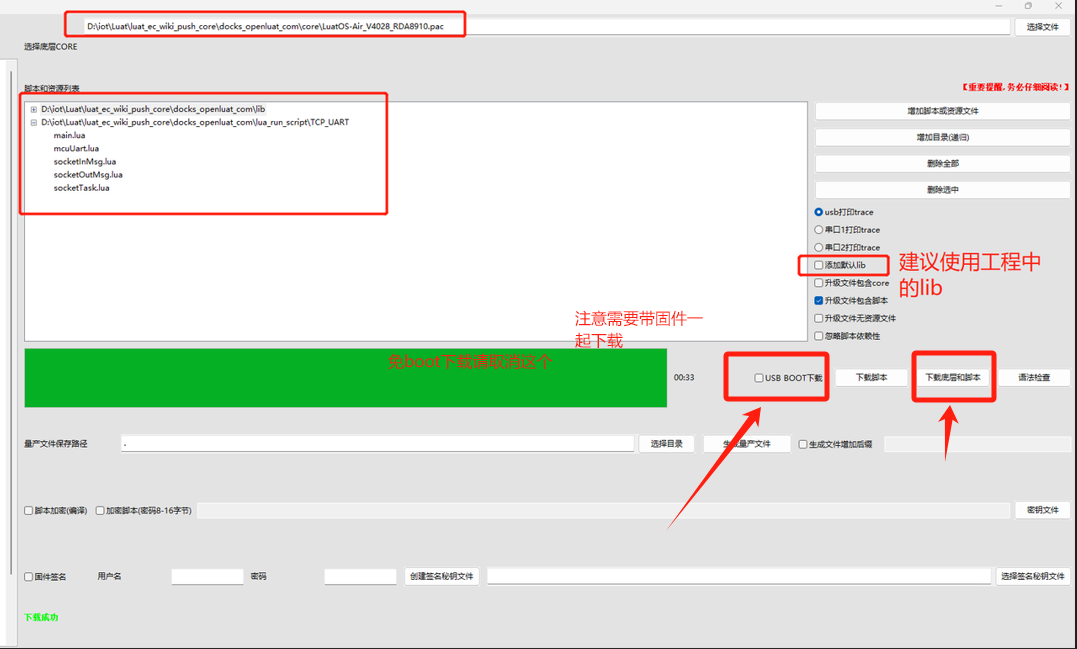 D:\iot\Luat\luat_ec_wiki_push_core\docks_openluat_com\core\LuatOS-Air_V4028_RDA8910.pac
选择文件
选择底层CORE
脚本和资源列表
【重要提醒,务必仔细阅读!】
D:\iot\Luat\luat_ec_wiki_push_core\docks_openluat_com\lib
D:\iot\Luat\luat_ec_wiki_push_core\docks_openluat_com\lua_run_script\TCP_UART
main.lua
mcuUart.lua
socketInMsg.lua
socketOutMsg.lua
socketTask.lua
增加脚本或资源文件
增加目录(递归)
删除全部
删除选中
usb打印trace
串口1打印trace
串口2打印trace
添加默认lib
建议使用工程中
的lib
升级文件包含core
升级文件包含脚本
升级文件无资源文件
忽略脚本依赖性
注意需要带固件一
起下载
免boot下载请取消这个
00:33
USB BOOT下载
下载脚本
下载底层和脚本
语法检查
量产文件保存路径
.
选择目录
生成量产文件
生成文件增加后缀
脚本加密(编译)
加密脚本(密码8-16字节)
密钥文件
固件签名
用户名
密码
创建签名秘钥文件
选择签名秘钥文件
下载成功